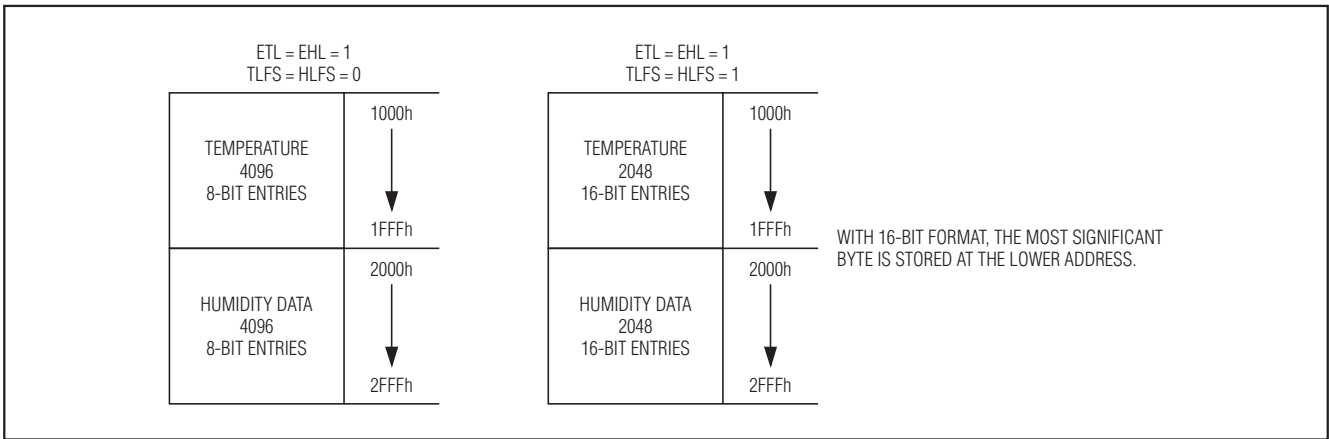 ETL = EHL = 1
TLFS = HLFS = 0
1000h
TEMPERATURE
4096
8-BIT ENTRIES
1FFFh
2000h
HUMIDITY DATA
4096
8-BIT ENTRIES
2FFFh
ETL = EHL = 1
TLFS = HLFS = 1
1000h
TEMPERATURE
2048
16-BIT ENTRIES
1FFFh
2000h
HUMIDITY DATA
2048
16-BIT ENTRIES
2FFFh
WITH 16-BIT FORMAT, THE MOST SIGNIFICANT
BYTE IS STORED AT THE LOWER ADDRESS.